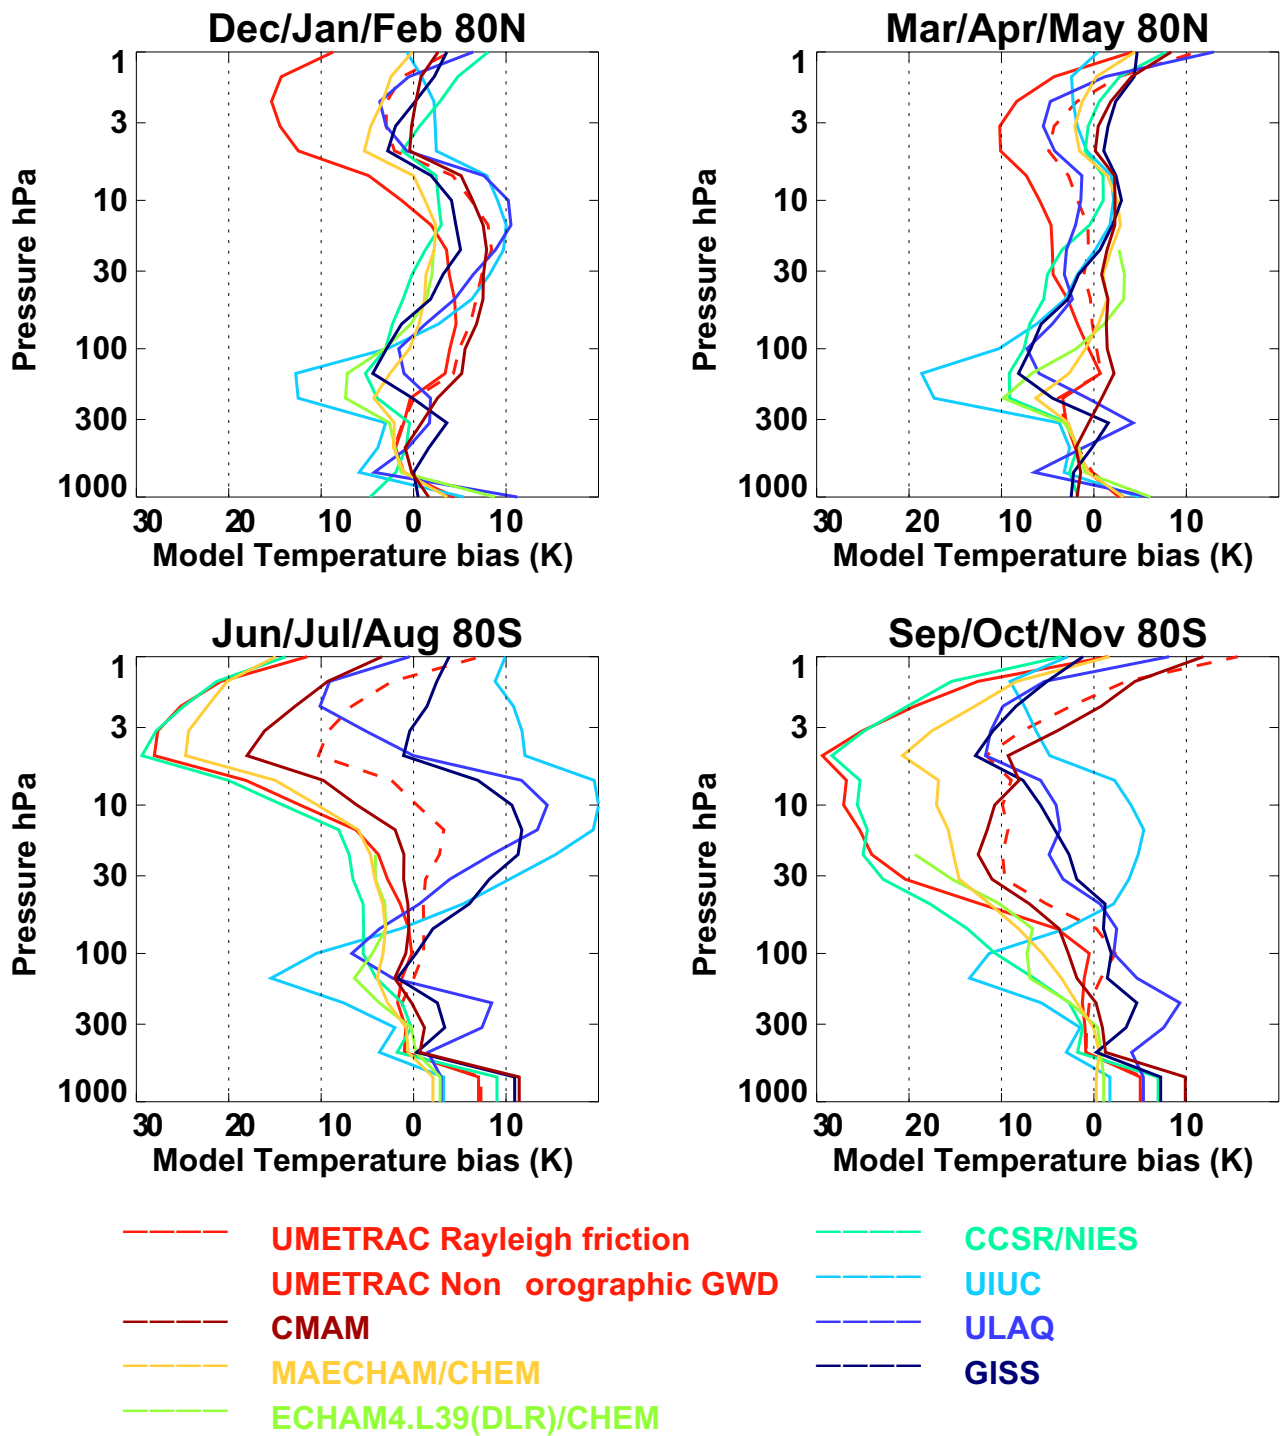 Dec/Jan/Feb 80N
1
3
10
30
100
300
1000
Pressure hPa
30 20 10 0 10
Model Temperature bias (K)
Mar/Apr/May 80N
1
3
10
30
100
300
1000
Pressure hPa
30 20 10 0 10
Model Temperature bias (K)
Jun/Jul/Aug 80S
1
3
10
30
100
300
1000
Pressure hPa
30 20 10 0 10
Model Temperature bias (K)
Sep/Oct/Nov 80S
1
3
10
30
100
300
1000
Pressure hPa
30 20 10 0 10
Model Temperature bias (K)
UMETRAC Rayleigh friction
UMETRAC Non orographic GWD
CMAM
MAECHAM/CHEM
ECHAM4.L39(DLR)/CHEM
CCSR/NIES
UIUC
ULAQ
GISS